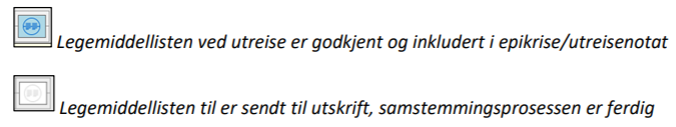 Legemiddellisten ved utreise er godkjent og inkludert i epikrise/utreisenotat
Legemiddellisten til er sendt til utskrift, samstemmingsprosessen er ferdig